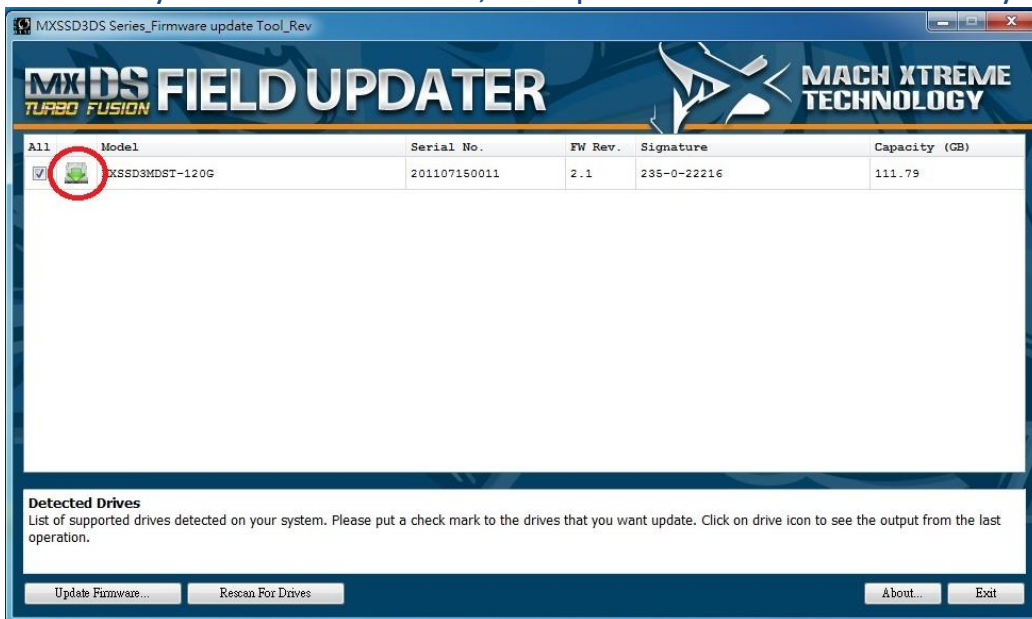 MXSSD3DS Series_Firmware update Tool_Rev
MX DS FIELD UPDATER
TURBO FUSION
MACH XTREME
TECHNOLOGY
All Model Serial No. FW Rev. Signature Capacity (GB)
XSSD3MDST-120G 201107150011 2.1 235-0-22216 111.79
Detected Drives
List of supported drives detected on your system. Please put a check mark to the drives that you want update. Click on drive icon to see the output from the last
operation.
Update Firmware... Rescan For Drives About... Exit